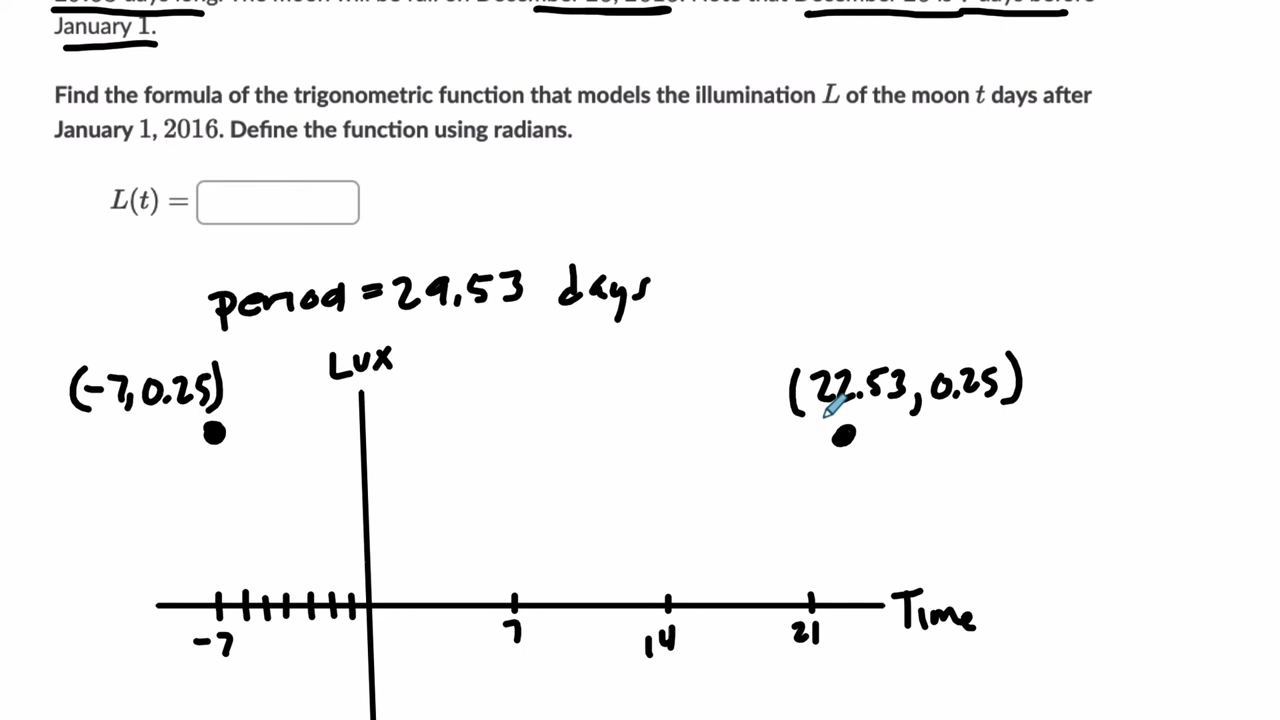 January 1.
Find the formula of the trigonometric function that models the illumination L of the moon t days after
January 1, 2016. Define the function using radians.
L(t) =
period = 29.53 days
Lux
(-7, 0.25)
(22.53, 0.25)
Time
-7
7
14
21